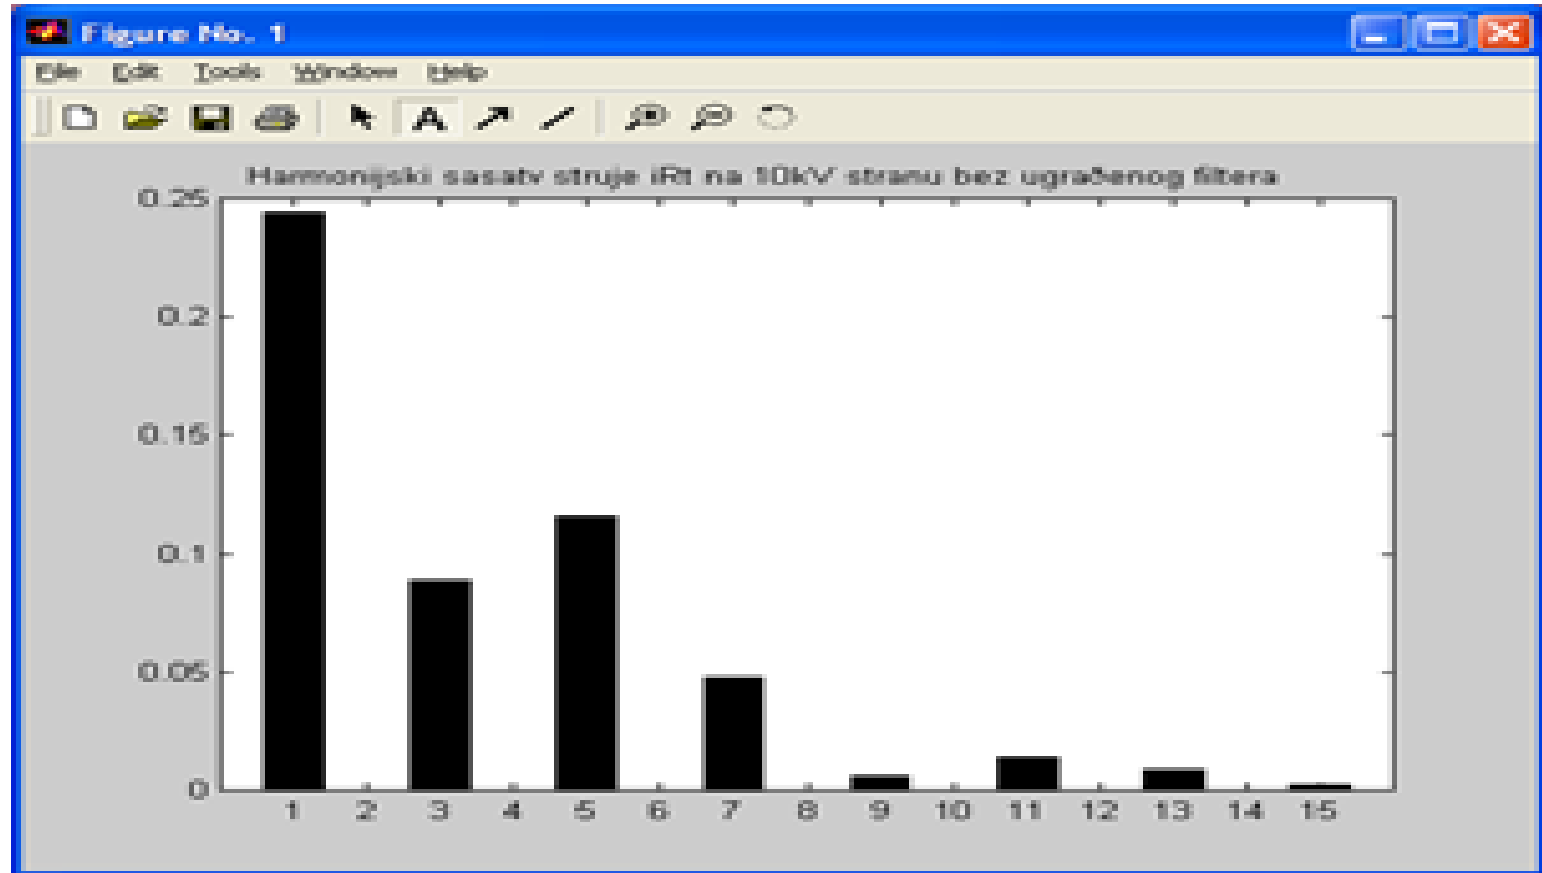 Figure No. 1
File Edit Tools Window Help
A
Harmonijski sasatv struje iRt na 10kV stranu bez ugrađenog filtera
0.25
0.2
0.15
0.1
0.05
0
1 2 3 4 5 6 7 8 9 10 11 12 13 14 15